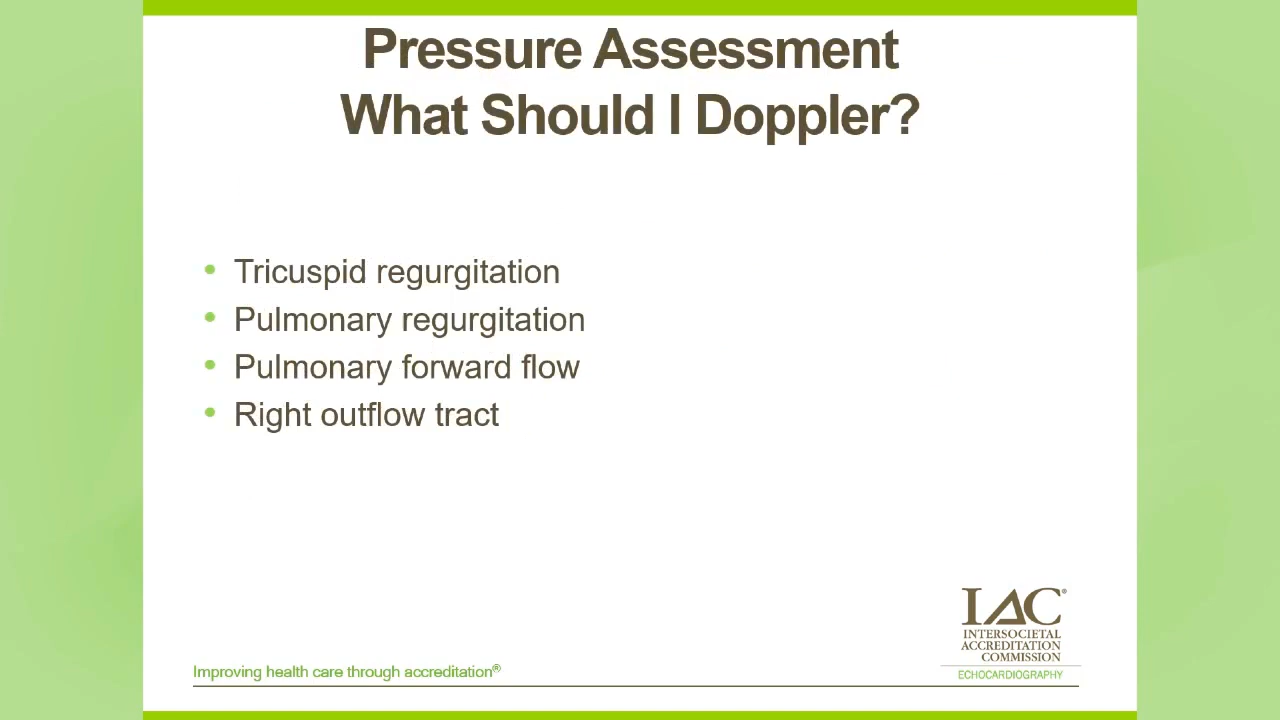 Pressure Assessment
What Should I Doppler?
• Tricuspid regurgitation
• Pulmonary regurgitation
• Pulmonary forward flow
• Right outflow tract
IAC®
INTERSOCIETAL
ACCREDITATION
COMMISSION
ECHOCARDIOGRAPHY
Improving health care through accreditation®